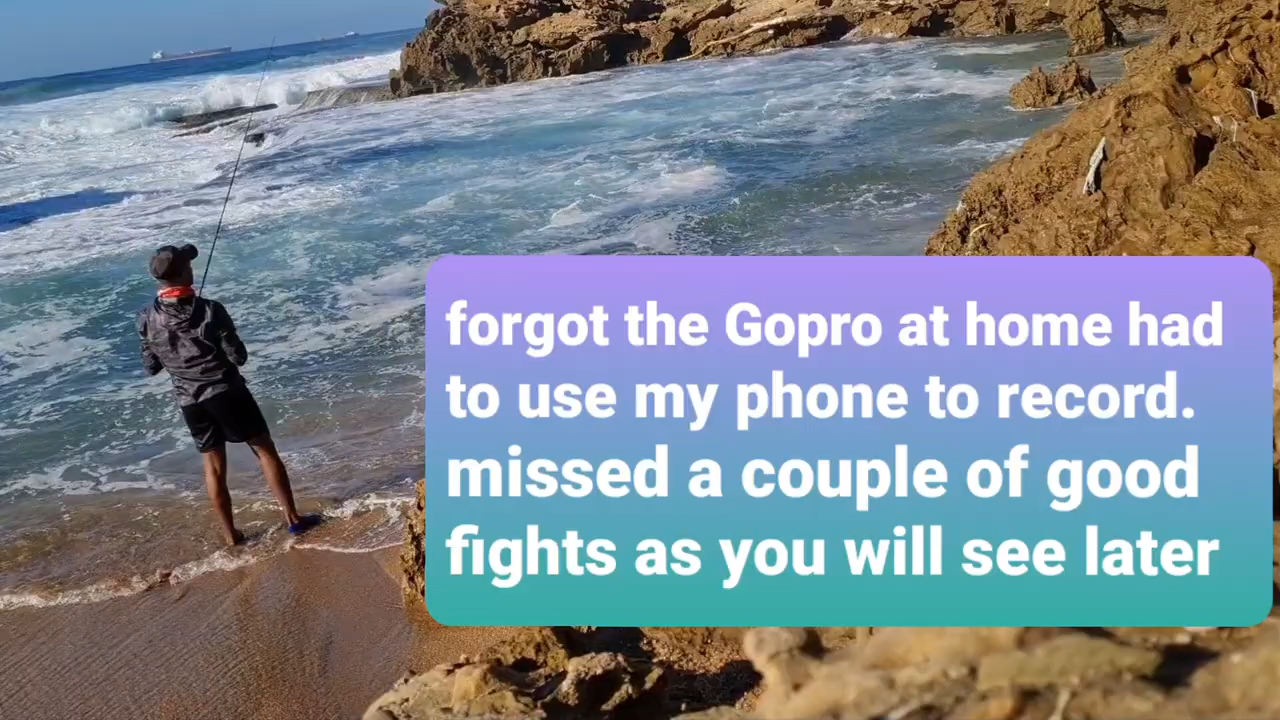 forgot the Gopro at home had
to use my phone to record.
missed a couple of good
fights as you will see later